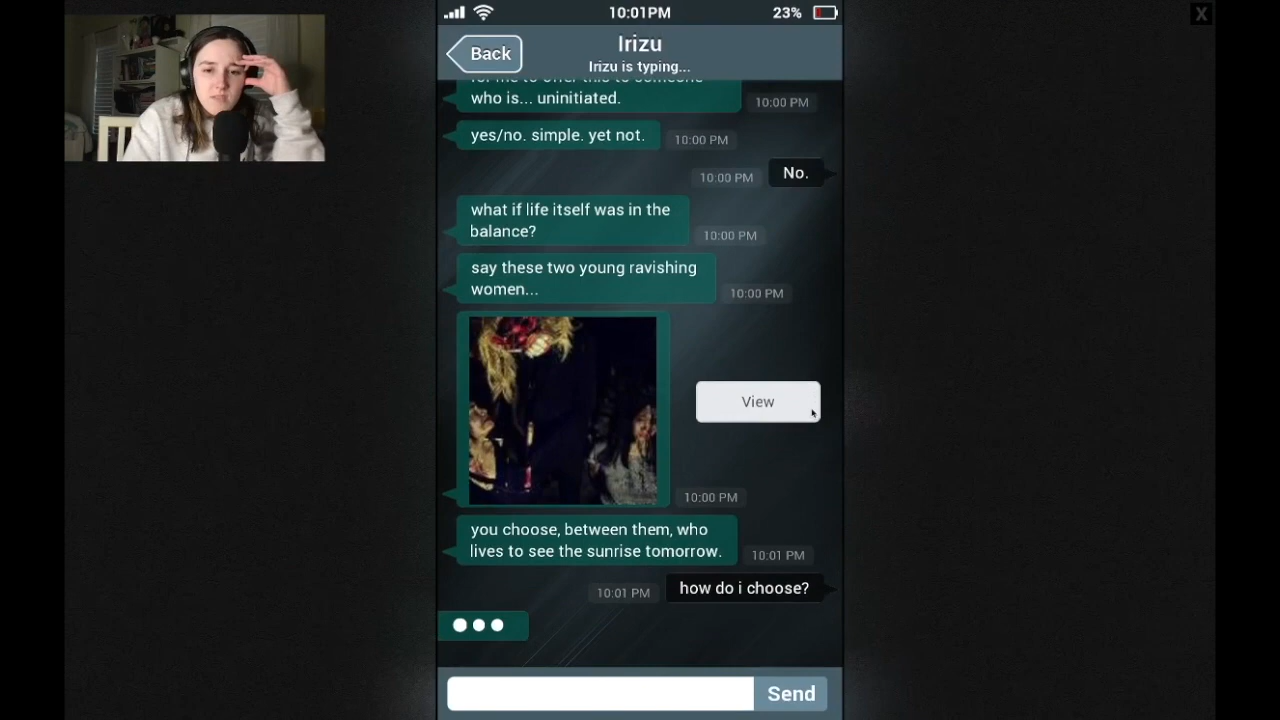 10:01PM
23%
X
Back
Irizu
Irizu is typing...
who is... uninitiated.
10:00 PM
yes/no. simple. yet not.
10:00 PM
10:00 PM
No.
what if life itself was in the
balance?
10:00 PM
say these two young ravishing
women...
10:00 PM
View
10:00 PM
you choose, between them, who
lives to see the sunrise tomorrow.
10:01 PM
10:01 PM
how do i choose?
Send